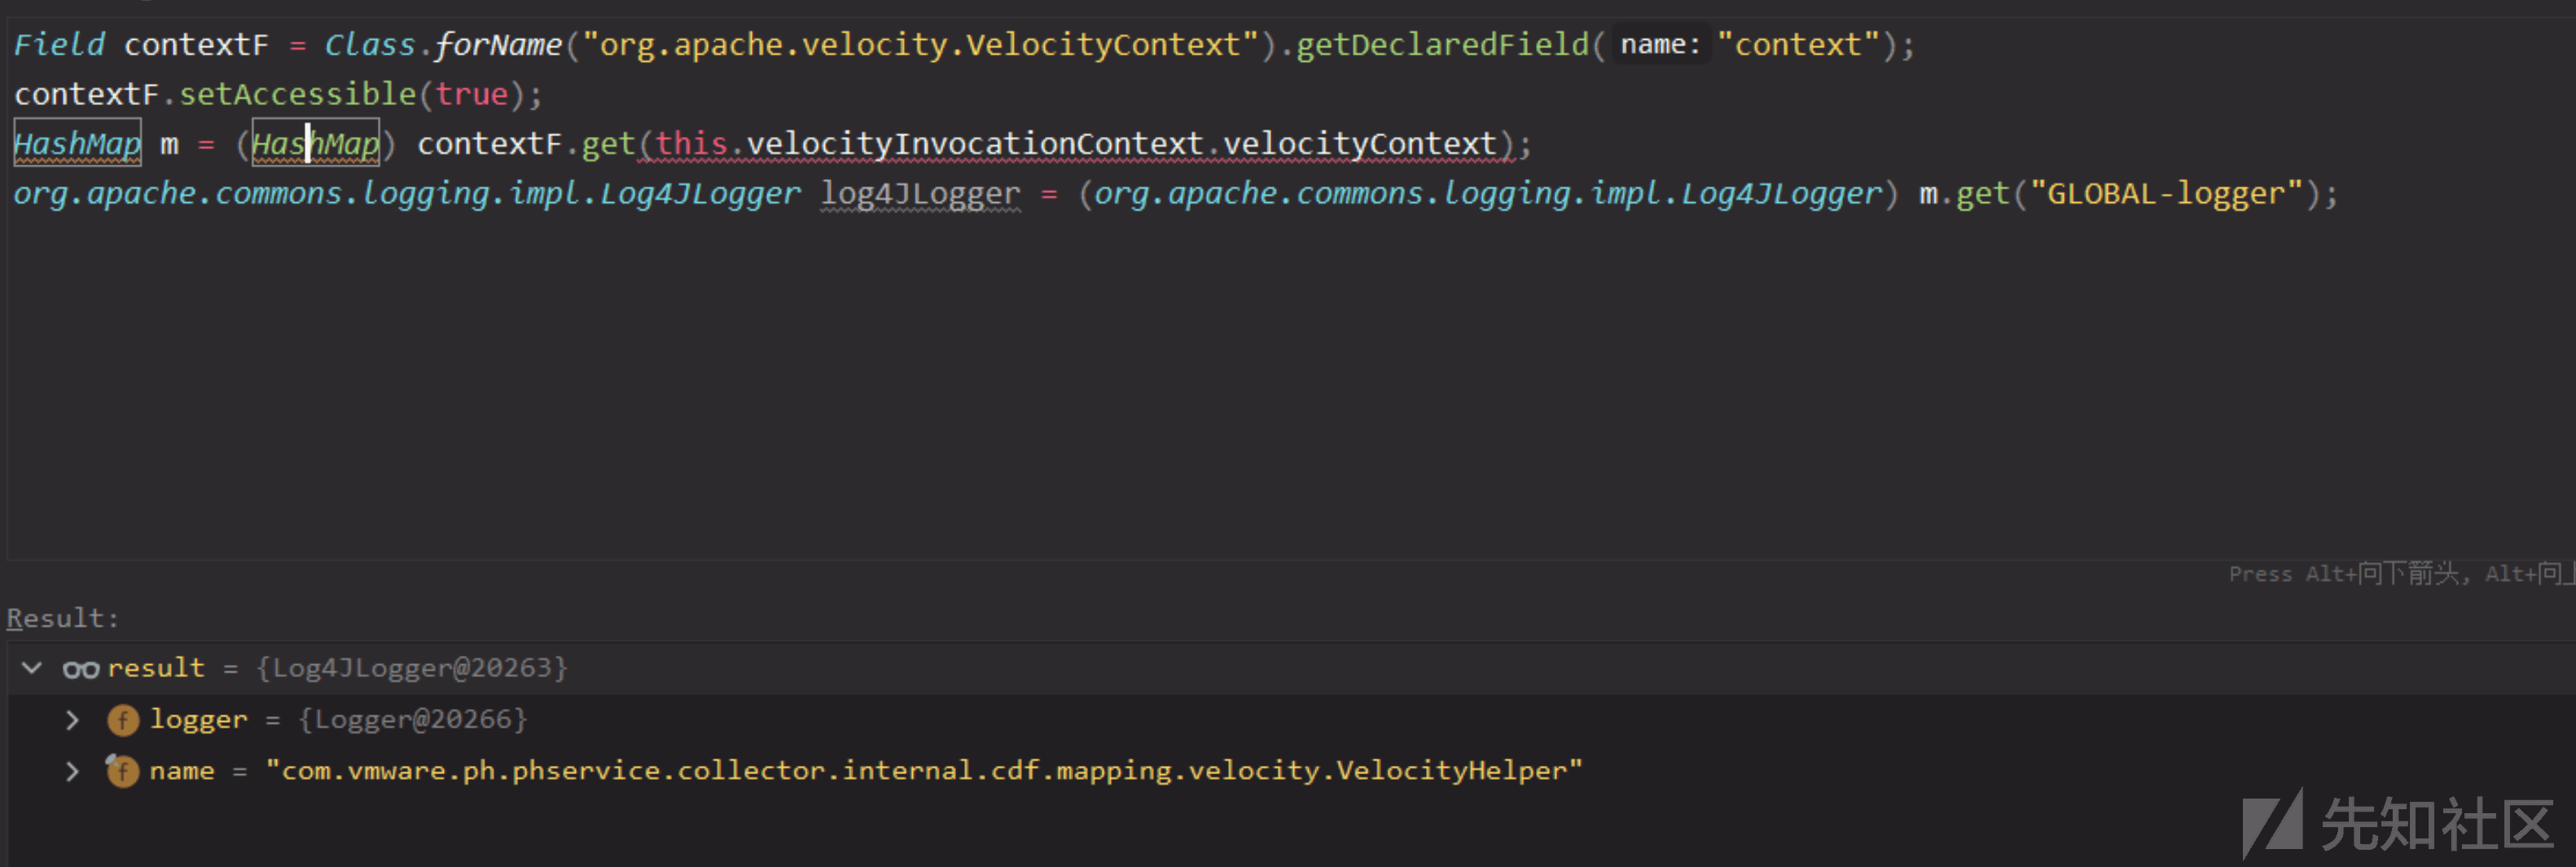 Field contextF = Class.forName("org.apache.velocity.VelocityContext").getDeclaredField( name: "context");
contextF.setAccessible(true);
HashMap m = (HashMap) contextF.get(this.velocityInvocationContext.velocityContext);
org.apache.commons.logging.impl.Log4JLogger log4JLogger = (org.apache.commons.logging.impl.Log4JLogger) m.get("GLOBAL-logger");
Press Alt+向下箭头, Alt+向
Result:
result = {Log4JLogger@20263}
logger = {Logger@20266}
name = "com.vmware.ph.phservice.collector.internal.cdf.mapping.velocity.VelocityHelper"
先知社区